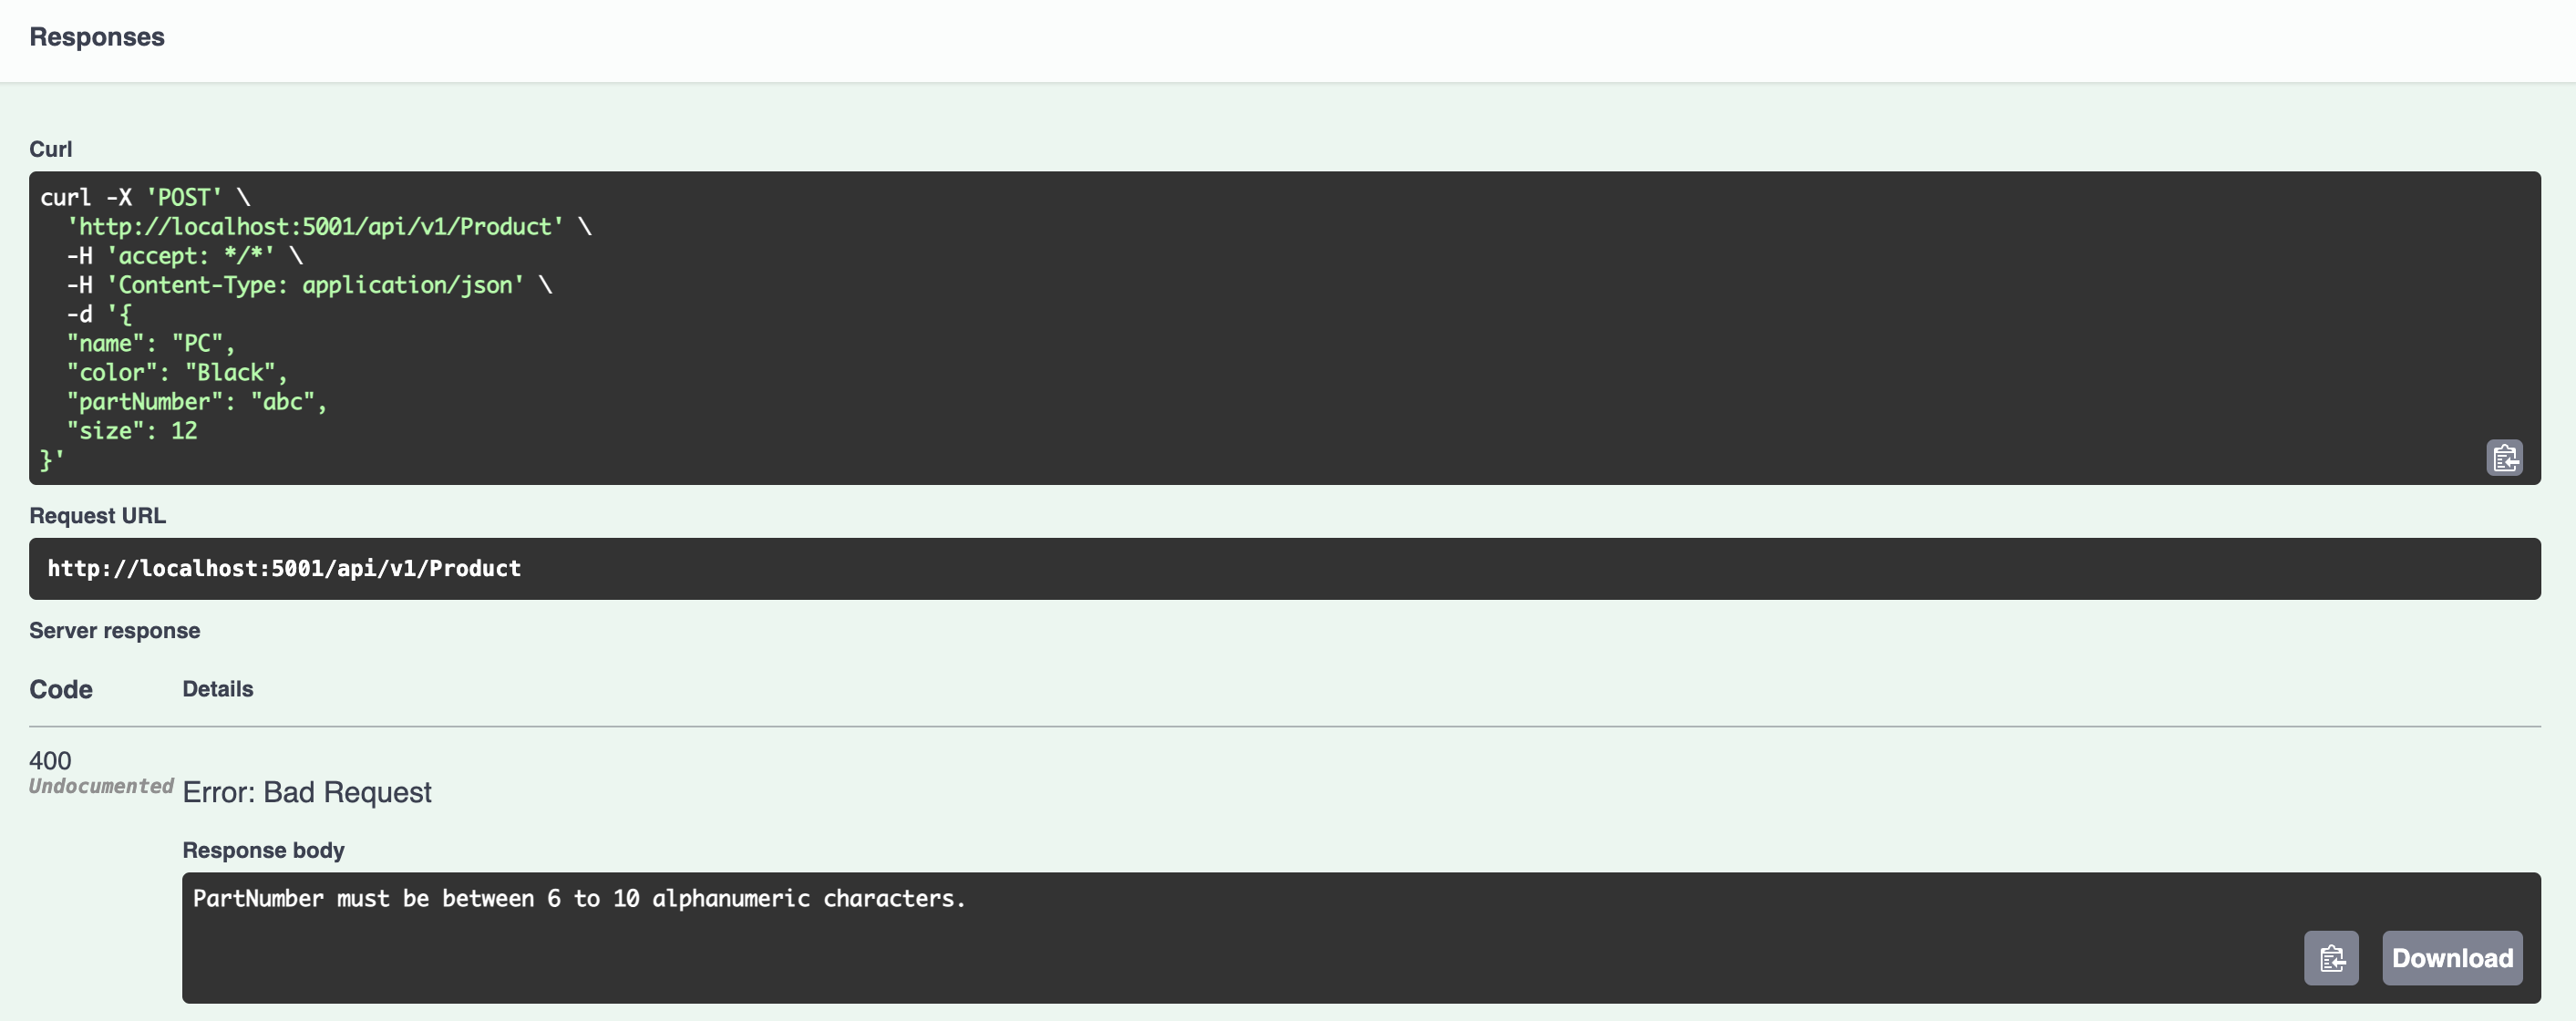 Responses
Curl
curl -X 'POST' \
  'http://localhost:5001/api/v1/Product' \
  -H 'accept: */*' \
  -H 'Content-Type: application/json' \
  -d '{
  "name": "PC",
  "color": "Black",
  "partNumber": "abc",
  "size": 12
}'
Request URL
http://localhost:5001/api/v1/Product
Server response
Code Details
400
Undocumented Error: Bad Request
Response body
PartNumber must be between 6 to 10 alphanumeric characters.
Download